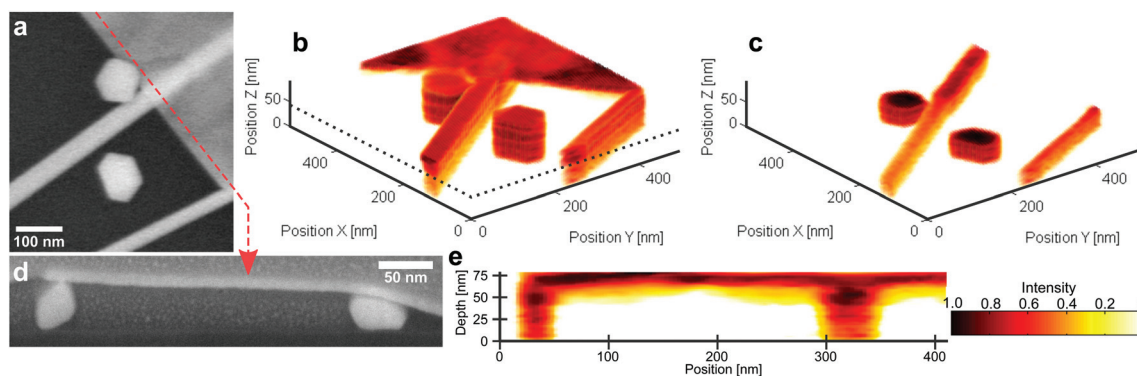 a
100 nm
b
Position Z [nm]
50
0
400
200
0
Position X [nm]
0
200
400
Position Y [nm]
c
Position Z [nm]
50
0
400
200
0
Position X [nm]
0
200
400
Position Y [nm]
d
50 nm
e
Depth [nm]
75
50
25
0
0
100
200
300
400
Position [nm]
Intensity
1.0
0.8
0.6
0.4
0.2